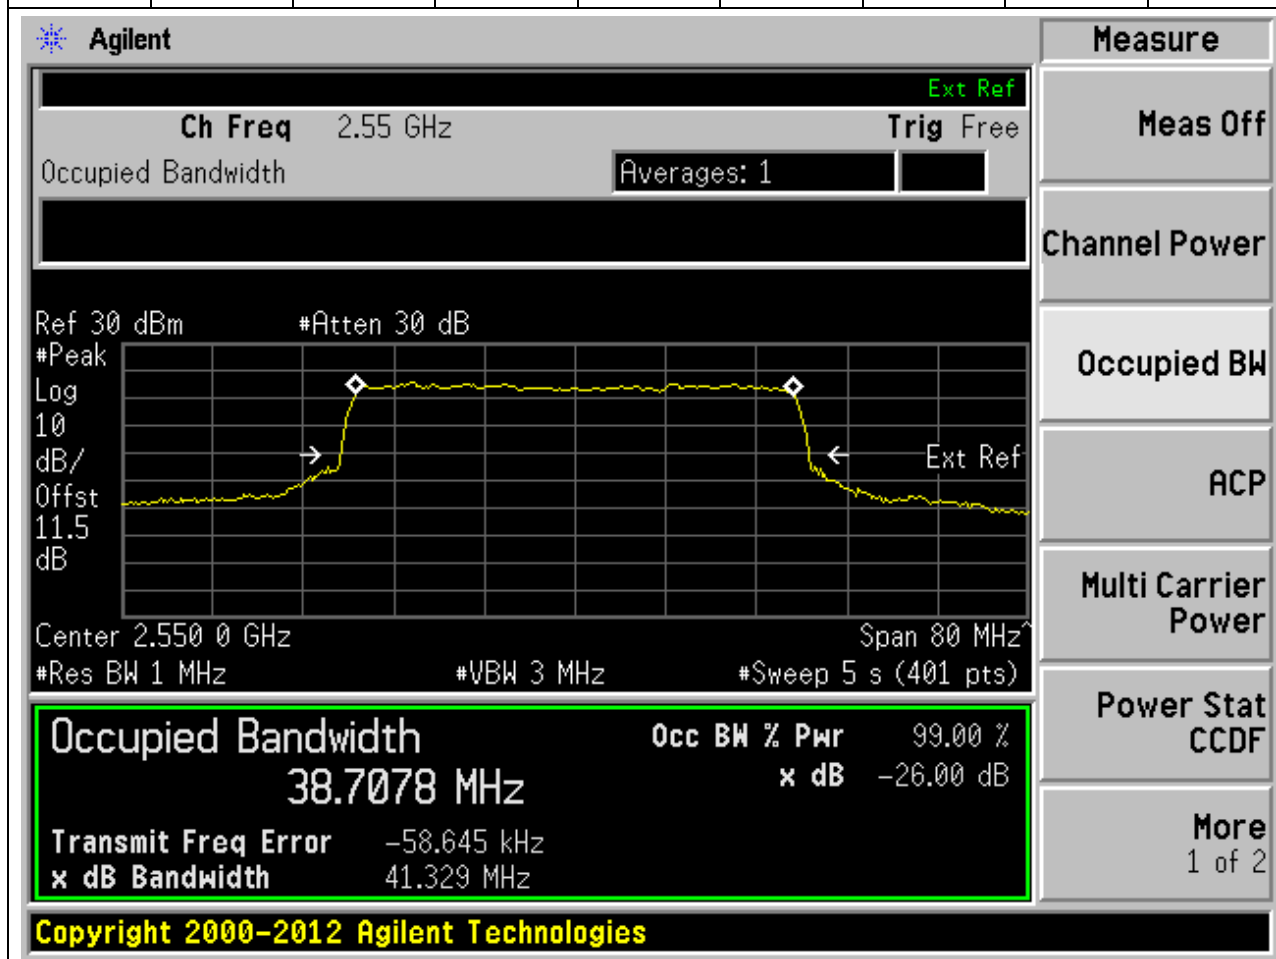 Agilent
Measure
Ext Ref
Ch Freq 2.55 GHz Trig Free
Meas Off
Occupied Bandwidth Averages: 1
Channel Power
Ref 30 dBm #Atten 30 dB
#Peak
Log
10
dB/
Offst
11.5
dB
Ext Ref
Occupied BW
ACP
Center 2.550 0 GHz Span 80 MHz^
#Res BW 1 MHz #VBW 3 MHz #Sweep 5 s (401 pts)
Multi Carrier
Power
Occupied Bandwidth Occ BW % Pwr 99.00 %
38.7078 MHz x dB -26.00 dB
Transmit Freq Error -58.645 kHz
x dB Bandwidth 41.329 MHz
Power Stat
CCDF
More
1 of 2
Copyright 2000-2012 Agilent Technologies